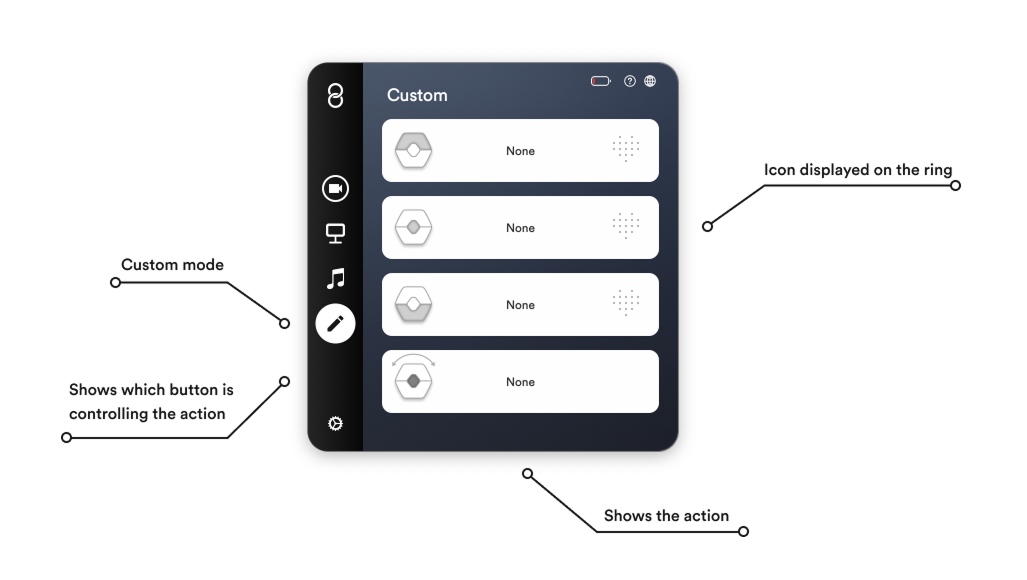 Custom
None
Icon displayed on the ring
None
Custom mode
None
None
Shows which button is
controlling the action
Shows the action